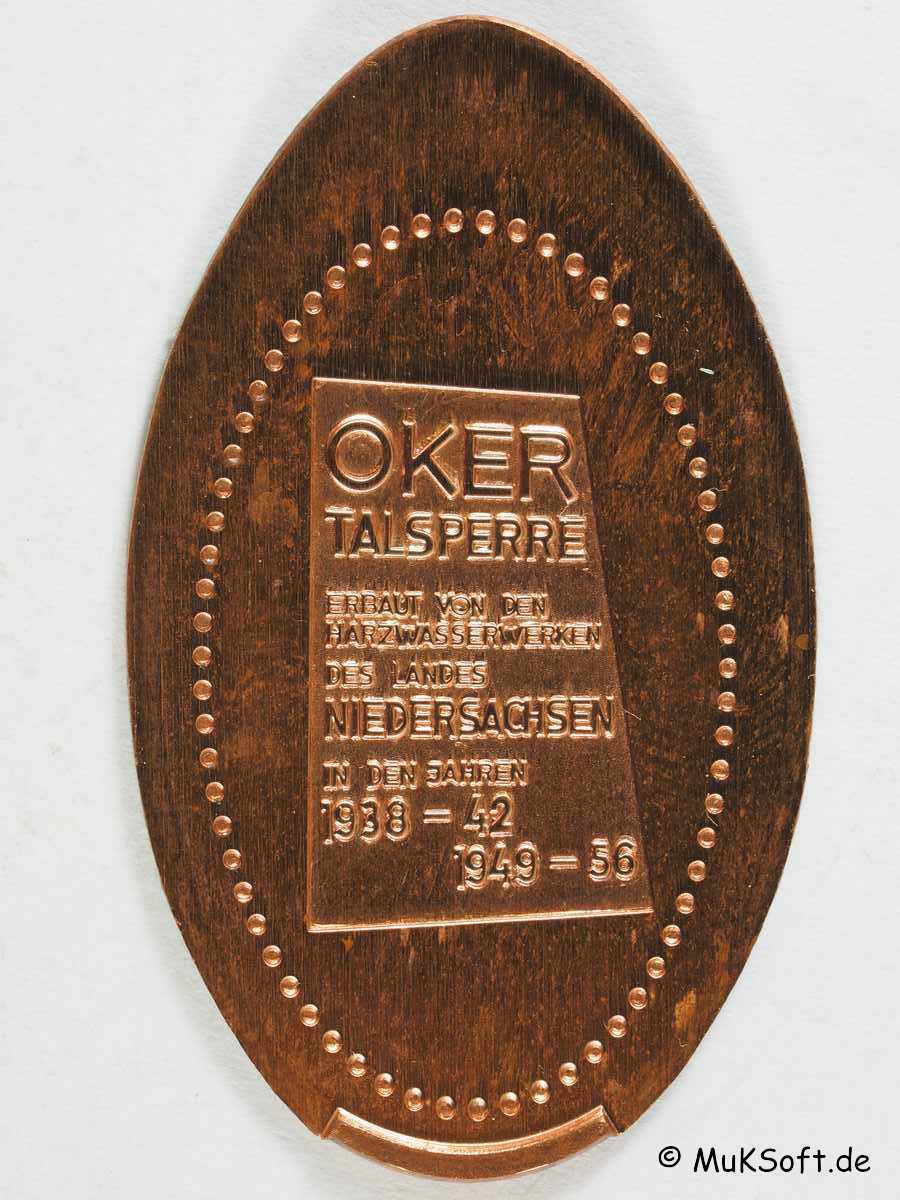 OKER
TALSPERRE
ERBAUT VON DEN
HARZWASSERWERKEN
DES LANDES
NIEDERSACHSEN
IN DEN JAHREN
1938 - 42
1949 - 56
© MuKSoft.de